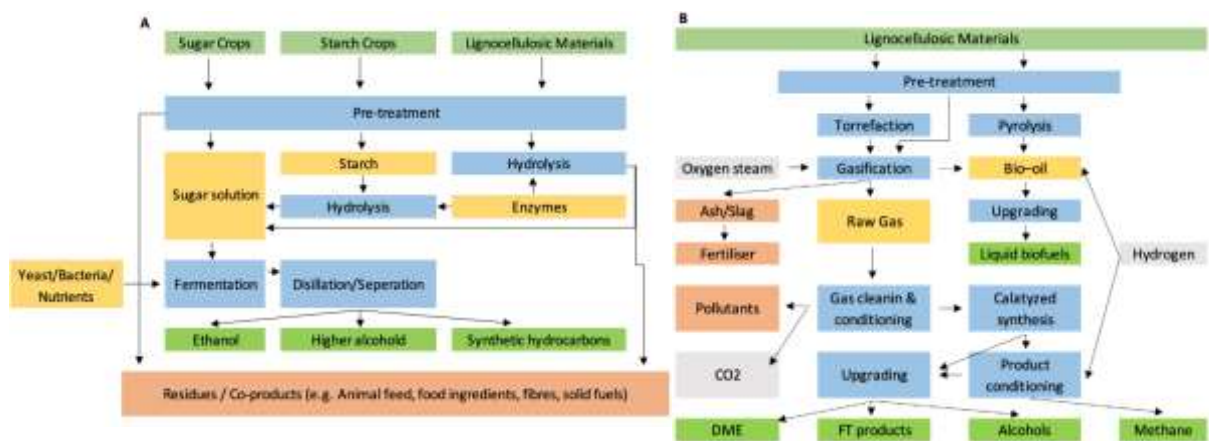 A
Sugar Crops
Starch Crops
Lignocellulosic Materials
Pre-treatment
Sugar solution
Starch
Hydrolysis
Hydrolysis
Enzymes
Yeast/Bacteria/
Nutrients
Fermentation
Disillation/Seperation
Ethanol
Higher alcohold
Synthetic hydrocarbons
Residues / Co-products (e.g. Animal feed, food ingredients, fibres, solid fuels)
B
Lignocellulosic Materials
Pre-treatment
Torrefaction
Pyrolysis
Oxygen steam
Gasification
Bio-oil
Ash/Slag
Raw Gas
Upgrading
Fertiliser
Liquid biofuels
Hydrogen
Pollutants
Gas cleanin &
conditioning
Calatyzed
synthesis
CO2
Upgrading
Product
conditioning
DME
FT products
Alcohols
Methane